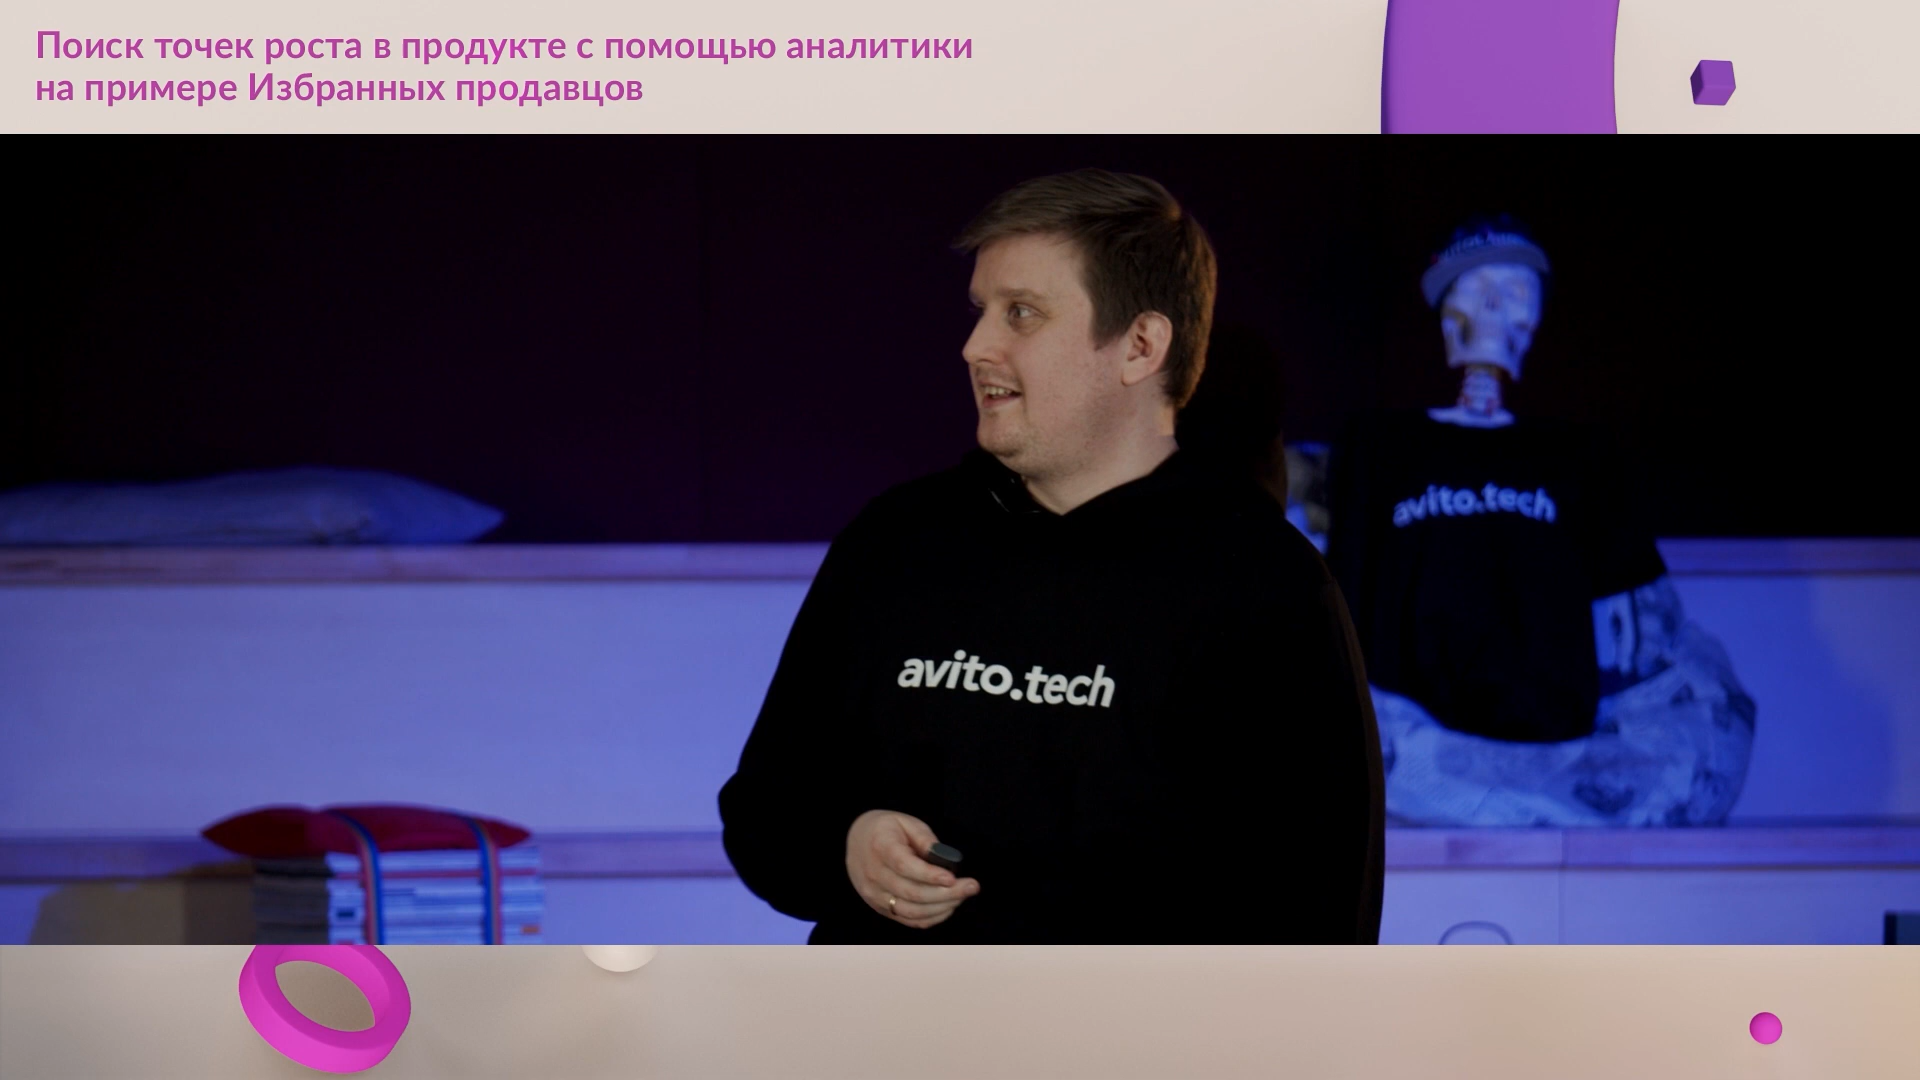 Поиск точек роста в продукте с помощью аналитики
на примере Избранных продавцов
avito.tech
avito.tech